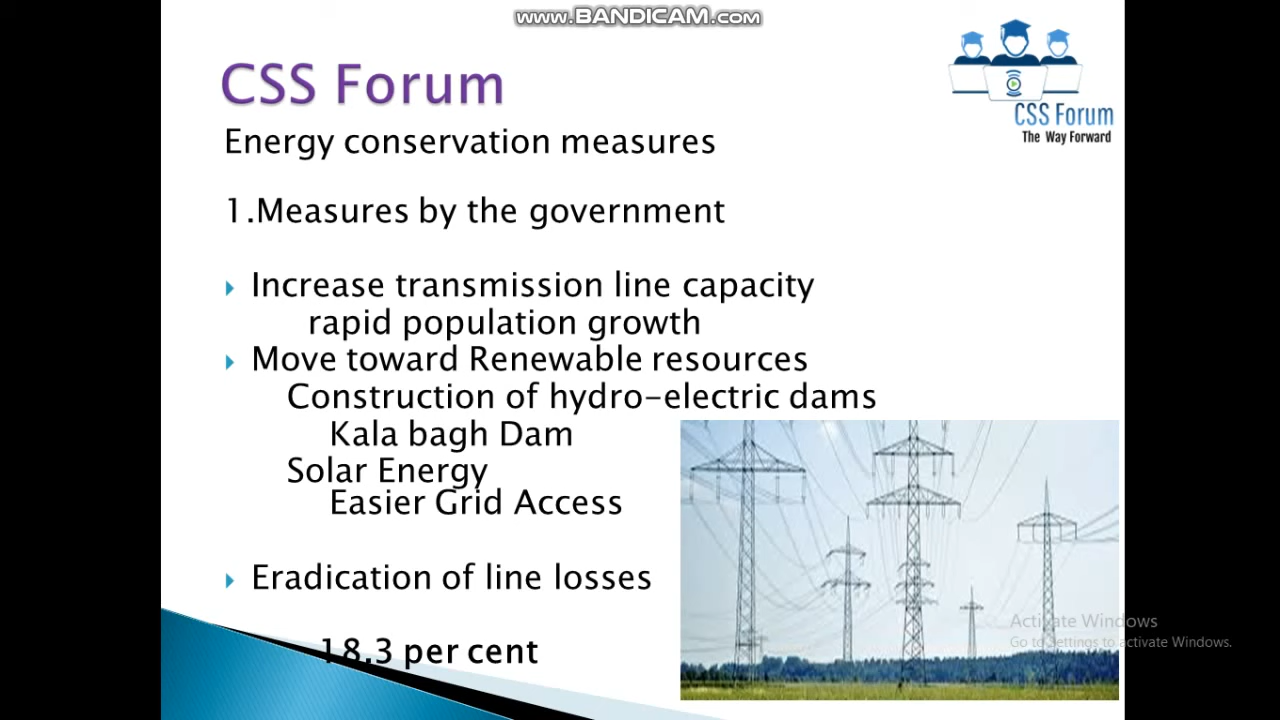 www.BANDICAM.com
CSS Forum
CSS Forum
The Way Forward
Energy conservation measures
1.Measures by the government
Increase transmission line capacity
rapid population growth
Move toward Renewable resources
Construction of hydro-electric dams
Kala bagh Dam
Solar Energy
Easier Grid Access
Eradication of line losses
18.3 per cent
Activate Windows
Go to Settings to activate Windows.